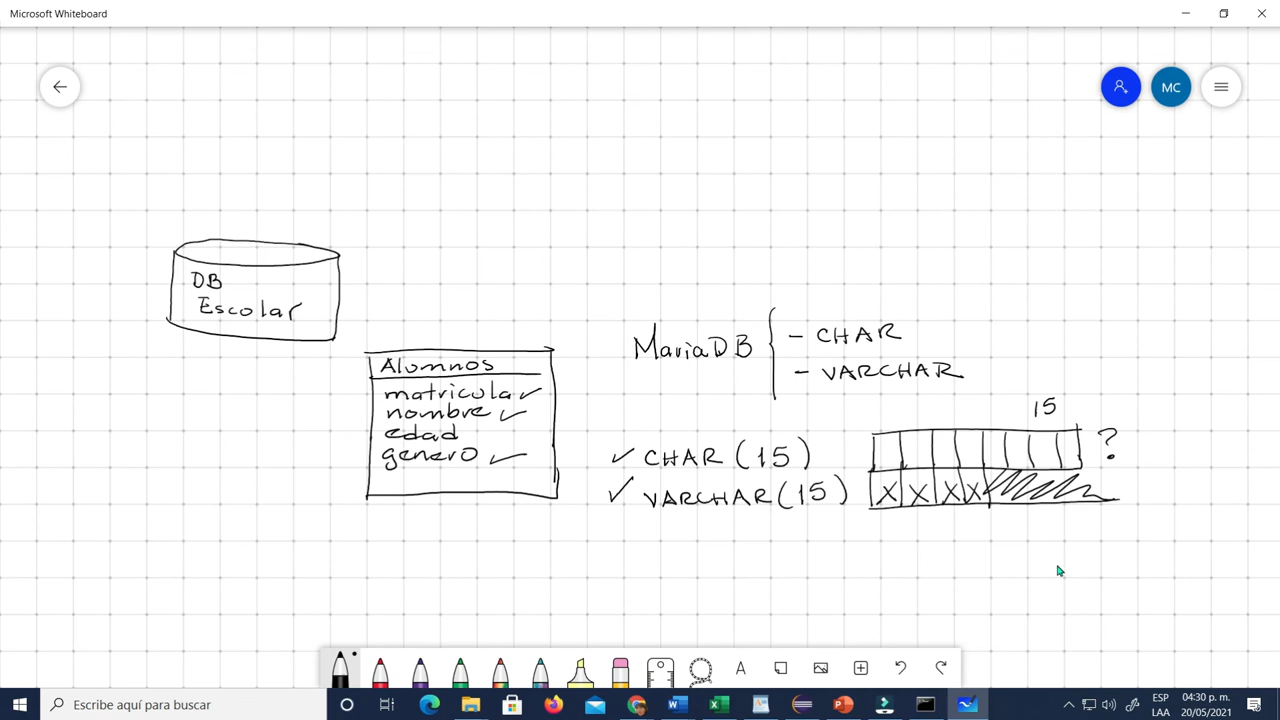 Microsoft Whiteboard
MC
DB
Escolar
Alumnos
matricula ✓
nombre ✓
edad
genero ✓
MariaDB
- CHAR
- VARCHAR
15
✓ CHAR (15)
?
✓ VARCHAR (15)
X X X X
A
Escribe aquí para buscar
ESP
LAA
04:30 p. m.
20/05/2021